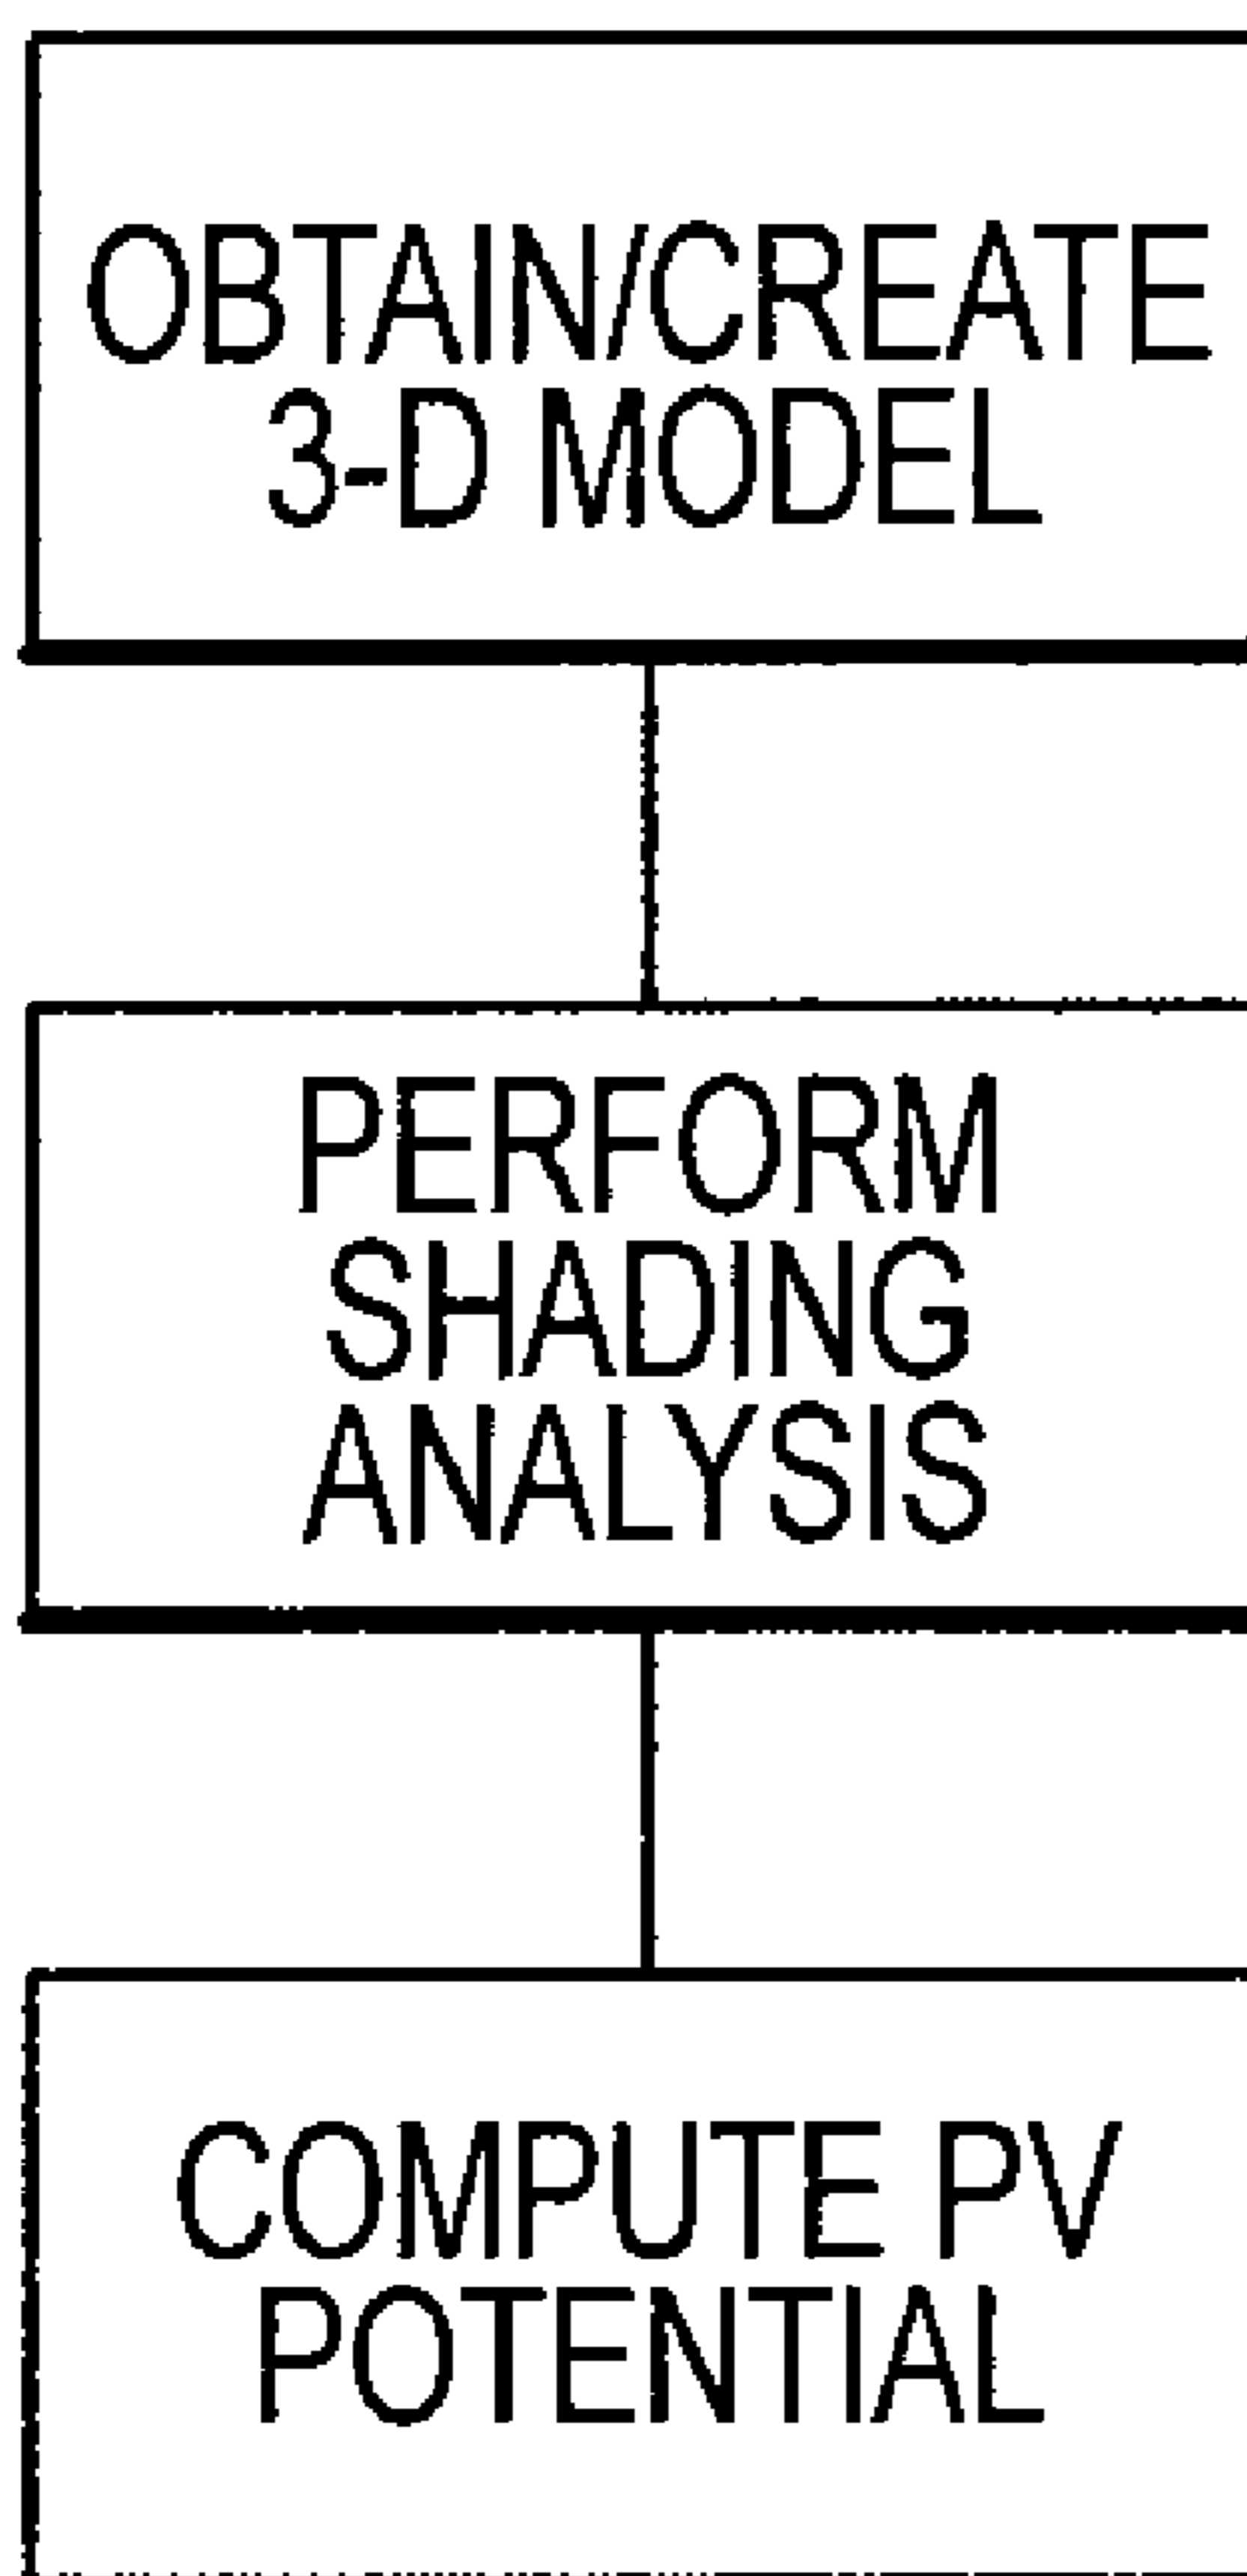 OBTAIN/CREATE
3-D MODEL
PERFORM
SHADING
ANALYSIS
COMPUTE PV
POTENTIAL